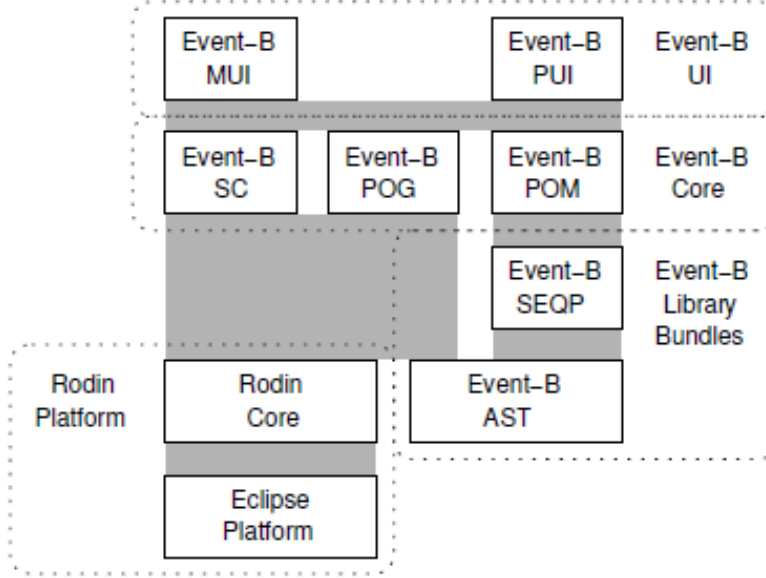 Event-B
MUI
Event-B
PUI
Event-B
UI
Event-B
SC
Event-B
POG
Event-B
POM
Event-B
Core
Event-B
SEQP
Event-B
Library
Bundles
Rodin
Platform
Rodin
Core
Event-B
AST
Eclipse
Platform